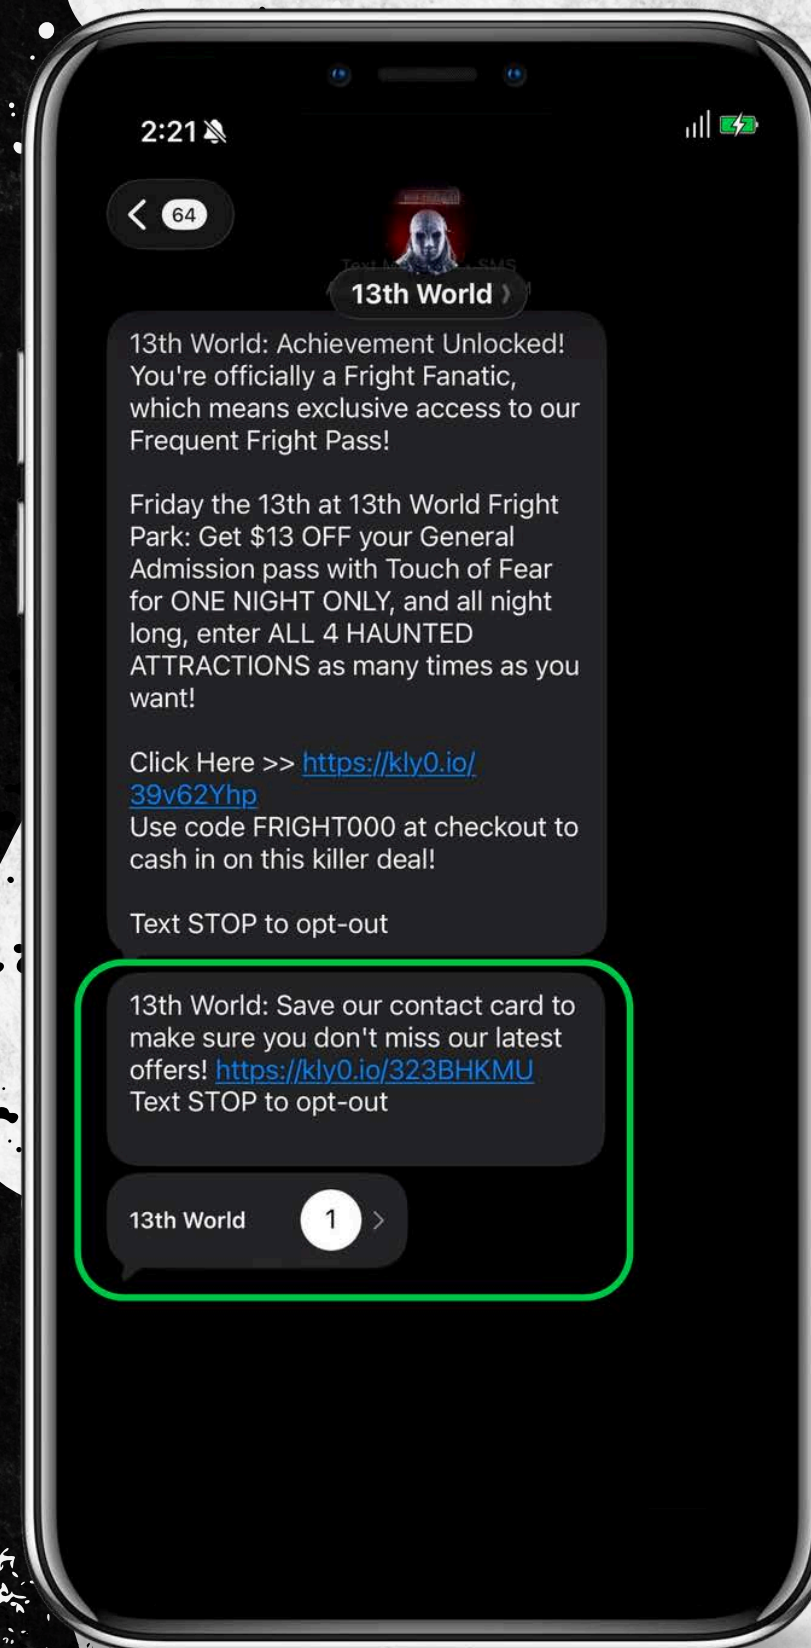 2:21
64
13th World
13th World: Achievement Unlocked!
You're officially a Fright Fanatic,
which means exclusive access to our
Frequent Fright Pass!
Friday the 13th at 13th World Fright
Park: Get $13 OFF your General
Admission pass with Touch of Fear
for ONE NIGHT ONLY, and all night
long, enter ALL 4 HAUNTED
ATTRACTIONS as many times as you
want!
Click Here >> https://kly0.io/
39v62Yhp
Use code FRIGHT000 at checkout to
cash in on this killer deal!
Text STOP to opt-out
13th World: Save our contact card to
make sure you don't miss our latest
offers! https://kly0.io/323BHKMU
Text STOP to opt-out
13th World 1